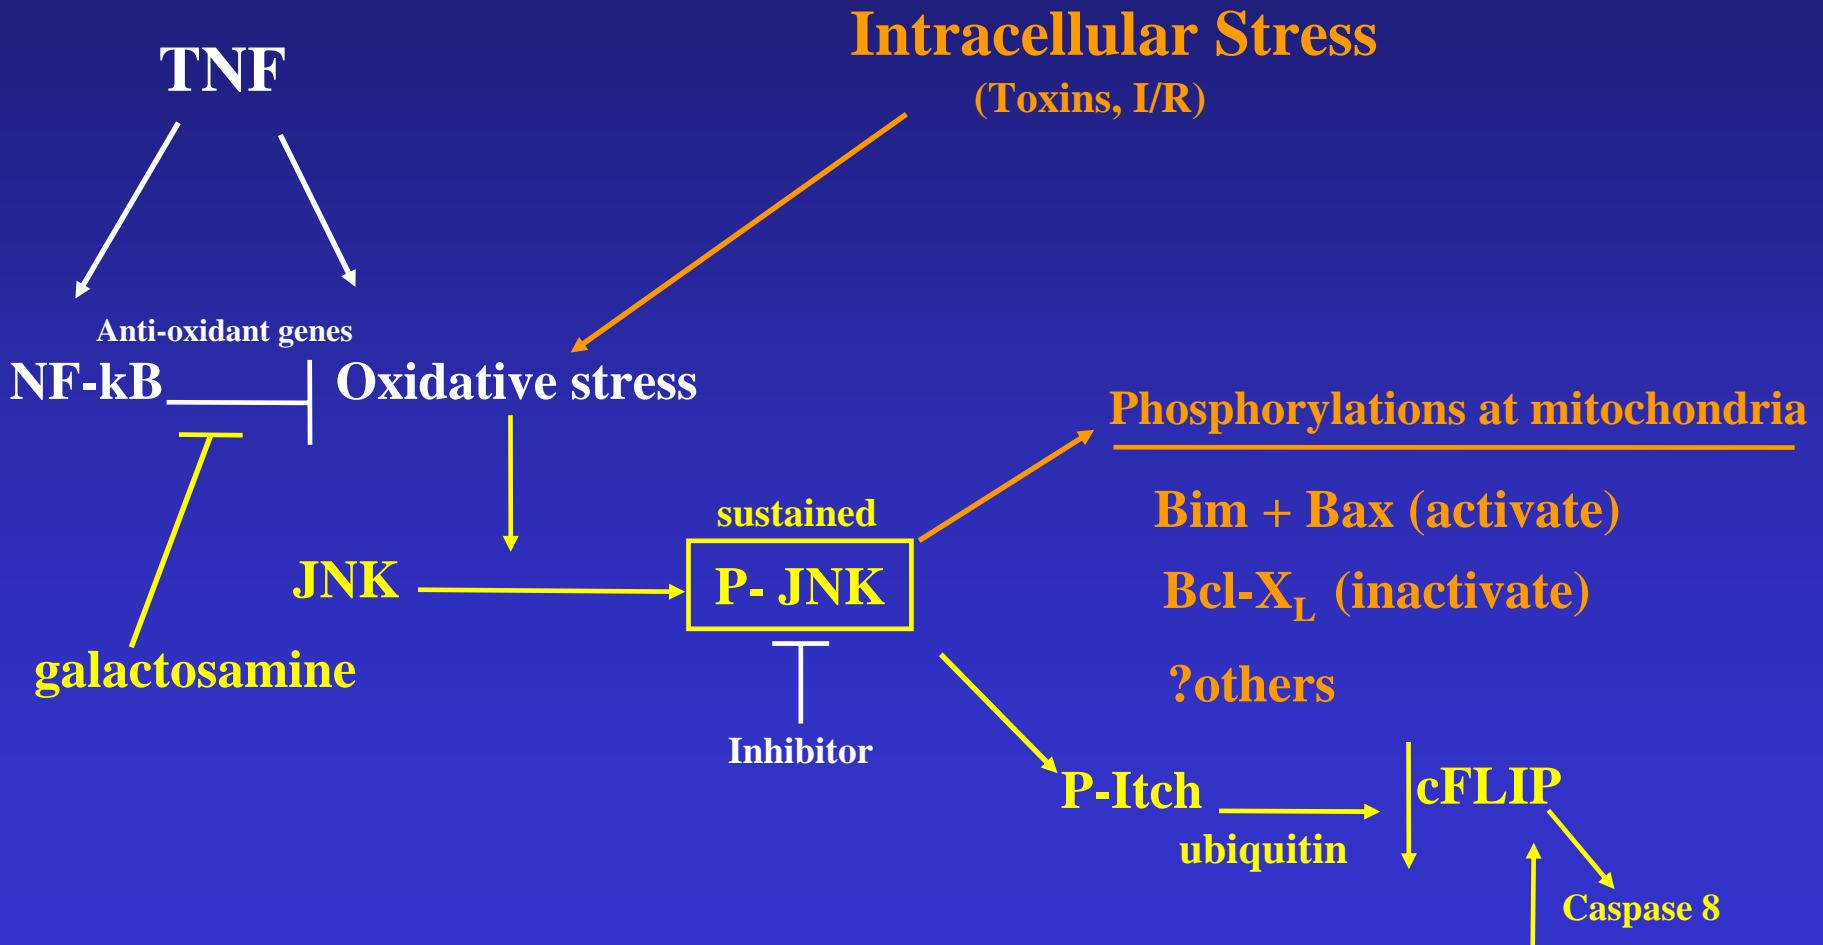 Intracellular Stress
(Toxins, I/R)
TNF
Anti-oxidant genes
NF-kB
Oxidative stress
Phosphorylations at mitochondria
Bim + Bax (activate)
Bcl-XL (inactivate)
?others
sustained
JNK
P- JNK
galactosamine
Inhibitor
P-Itch
cFLIP
ubiquitin
Caspase 8